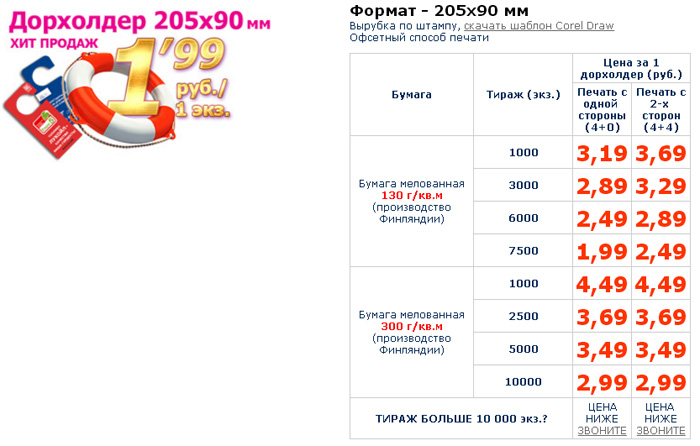 Дорхолдер 205х90 мм
ХИТ ПРОДАЖ
1’99
руб./
1 экз.
Формат - 205х90 мм
Вырубка по штампу, скачать шаблон Corel Draw
Офсетный способ печати
Бумага
Тираж (экз.)
Цена за 1
дорхолдер (руб.)
Печать с
одной
стороны
(4+0)
Печать с
2-х
сторон
(4+4)
Бумага мелованная
130 г/кв.м
(производство
Финляндии)
1000 3,19 3,69
3000 2,89 3,29
6000 2,49 2,89
7500 1,99 2,49
Бумага мелованная
300 г/кв.м
(производство
Финляндии)
1000 4,49 4,49
2500 3,69 3,69
5000 3,49 3,49
10000 2,99 2,99
ТИРАЖ БОЛЬШЕ 10 000 экз.?
ЦЕНА
НИЖЕ
ЗВОНИТЕ
ЦЕНА
НИЖЕ
ЗВОНИТЕ